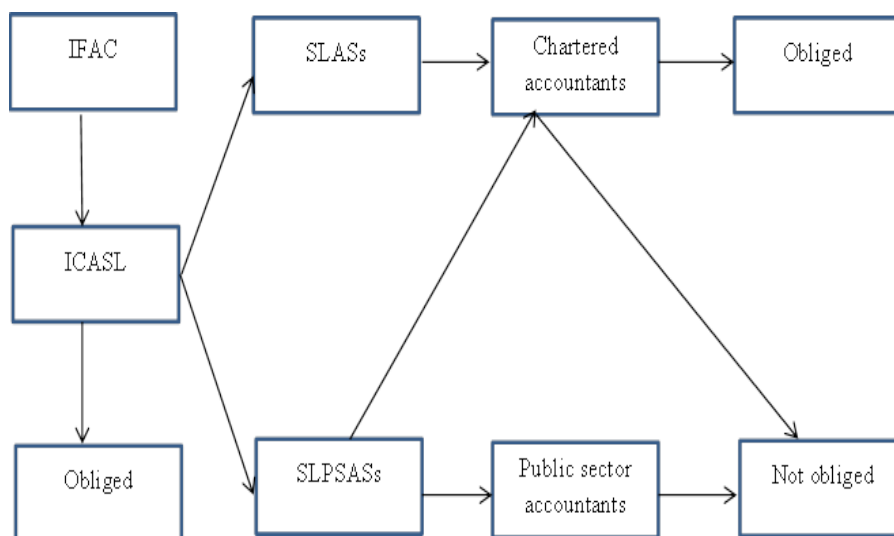 IFAC
SLASs
Chartered
accountants
Obliged
ICASL
Obliged
SLPSASs
Public sector
accountants
Not obliged